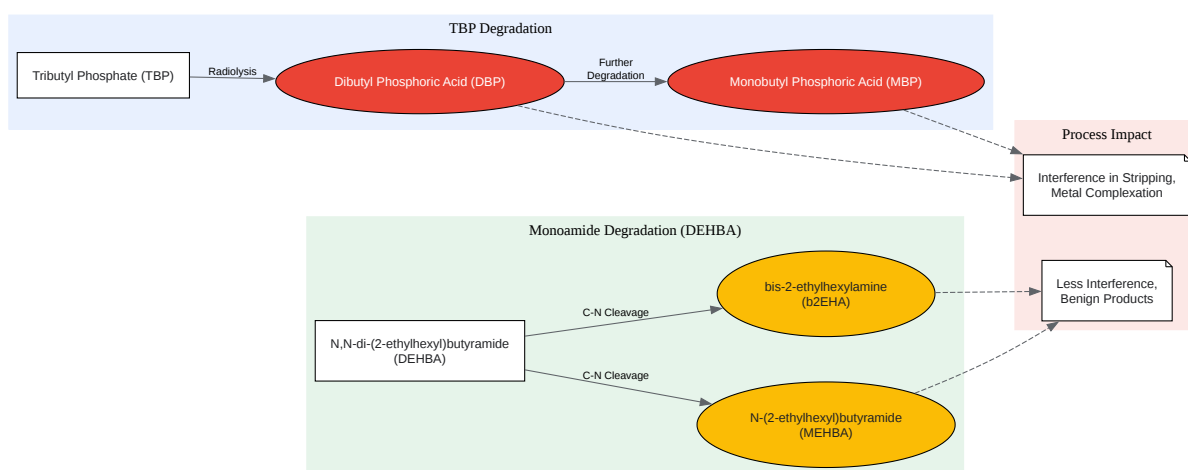 TBP Degradation
Tributyl Phosphate (TBP)
Radiolysis
Dibutyl Phosphoric Acid (DBP)
Further
Degradation
Monobutyl Phosphoric Acid (MBP)
Process Impact
Interference in Stripping,
Metal Complexation
Monoamide Degradation (DEHBA)
N,N-di-(2-ethylhexyl)butyramide
(DEHBA)
C-N Cleavage
bis-2-ethylhexylamine
(b2EHA)
C-N Cleavage
N-(2-ethylhexyl)butyramide
(MEHBA)
Less Interference,
Benign Products